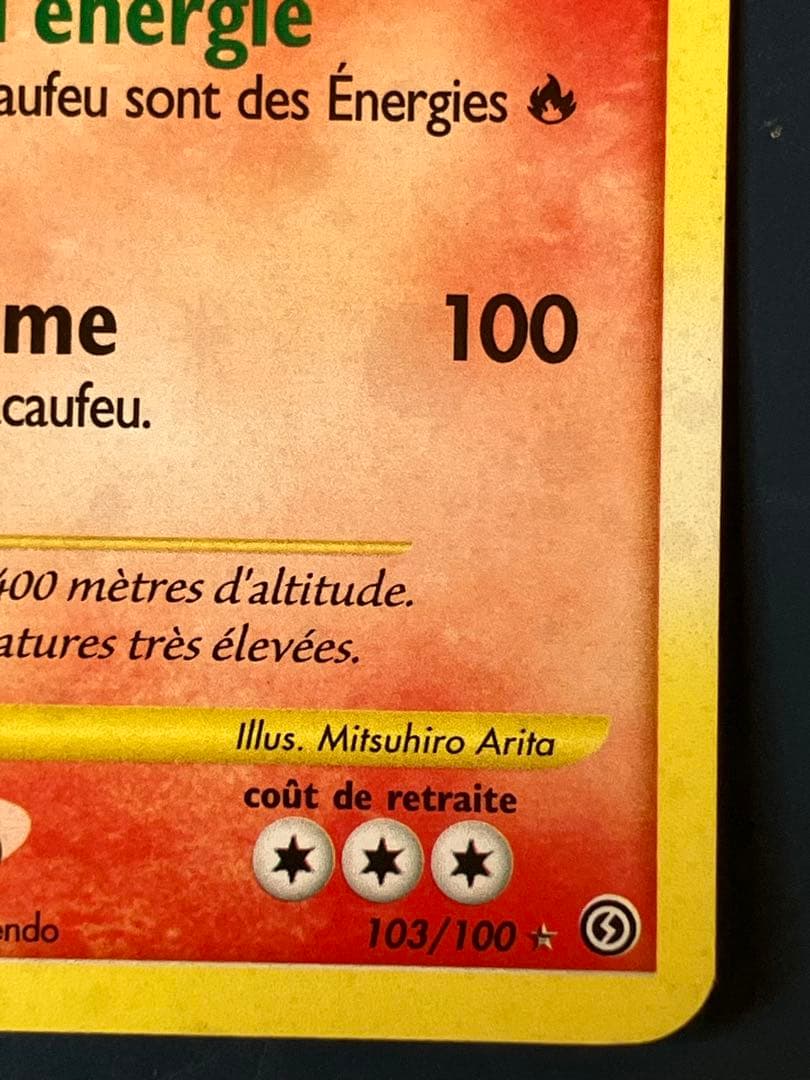 énergie
aufeu sont des Énergies
me 100
caufeu.
400 mètres d'altitude.
atures très élevées.
Illus. Mitsuhiro Arita
coût de retraite
endo 103/100